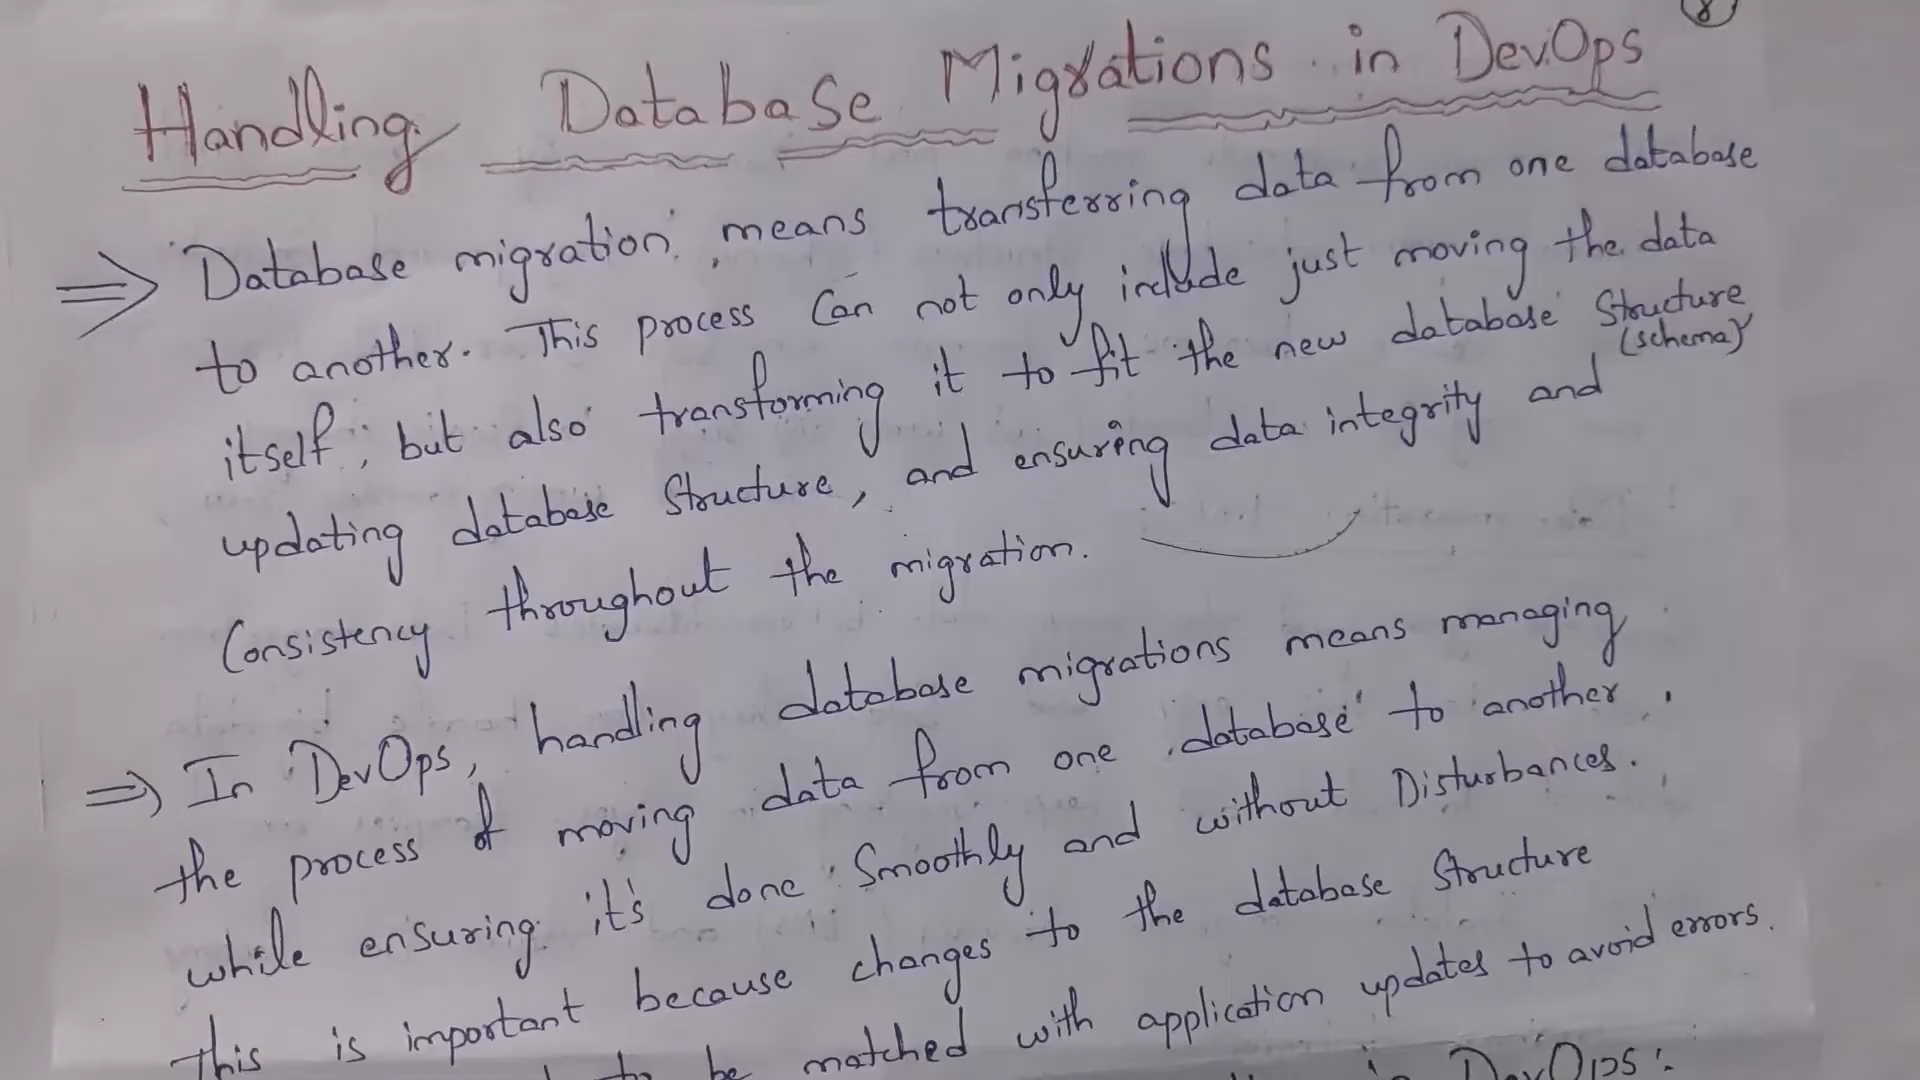 8
Handling Database Migrations in DevOps
⇒ Database migration, means transferring data from one database
to another. This process Can not only include just moving the data
itself, but also transforming it to fit the new database Structure
(schema)
updating database Structure, and ensuring data integrity and
Consistency throughout the migration.
⇒ In DevOps, handling database migrations means managing
the process of moving data from one database to another,
while ensuring it's done Smoothly and without Disturbances.
This is important because changes to the database Structure
to be matched with application updates to avoid errors.
in DevOps: